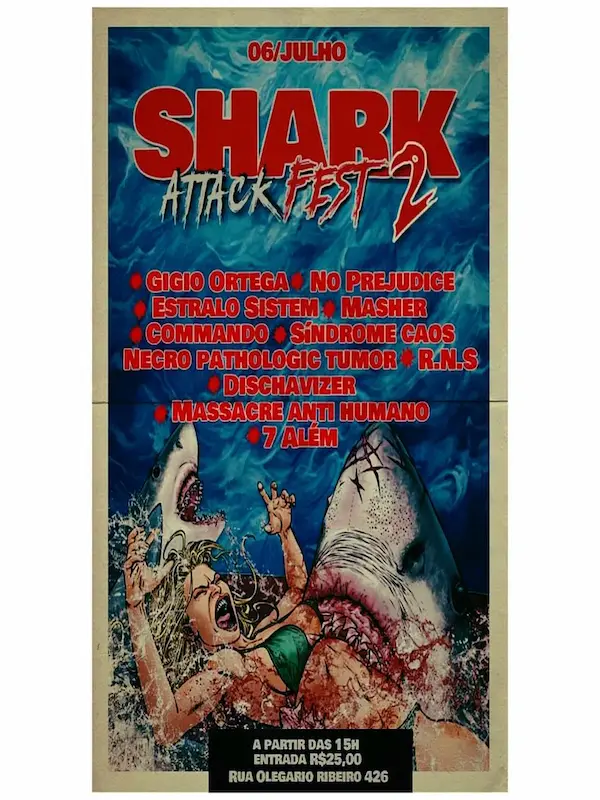 06/JULHO
SHARK
ATTACK FEST 2
GIGIO ORTEGA * NO PREJUDICE
ESTRALO SISTEM * MASHER
COMMANDO * SÍNDROME CAOS
NECRO PATHOLOGIC TUMOR * R.N.S
DISCHAVIZER
MASSACRE ANTI HUMANO
7 ALÉM
A PARTIR DAS 15H
ENTRADA R$25,00
RUA OLEGARIO RIBEIRO 426